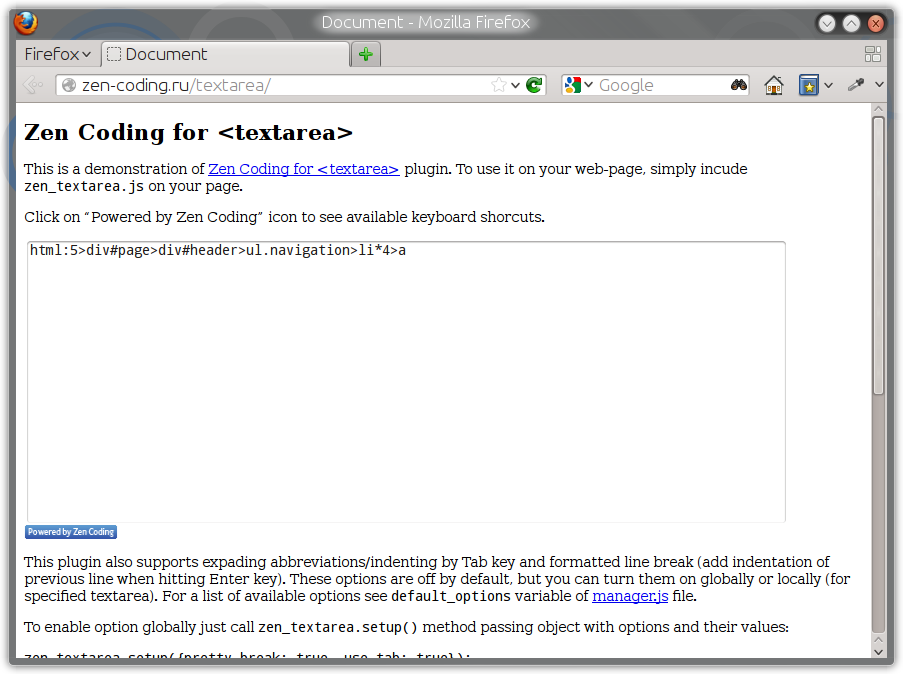 Document - Mozilla Firefox
Firefox
Document
zen-coding.ru/textarea/
Google
Zen Coding for <textarea>
This is a demonstration of Zen Coding for <textarea> plugin. To use it on your web-page, simply incude
zen_textarea.js on your page.
Click on “Powered by Zen Coding” icon to see available keyboard shorcuts.
html:5>div#page>div#header>ul.navigation>li*4>a
Powered by Zen Coding
This plugin also supports expading abbreviations/indenting by Tab key and formatted line break (add indentation of
previous line when hitting Enter key). These options are off by default, but you can turn them on globally or locally (for
specified textarea). For a list of available options see default_options variable of manager.js file.
To enable option globally just call zen_textarea.setup() method passing object with options and their values:
zen_textarea.setup({pretty_break: true, use_tab: true});